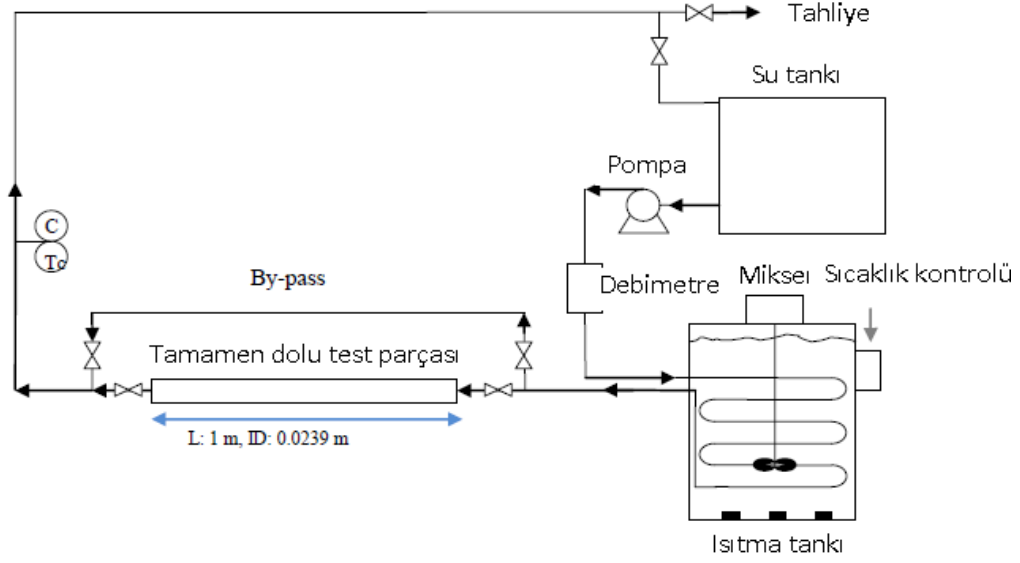 Tahliye
Su tankı
Pompa
C
Tc
By-pass
Debimetre
Mikser Sıcaklık kontrolü
Tamamen dolu test parçası
L: 1 m, ID: 0.0239 m
Isıtma tankı